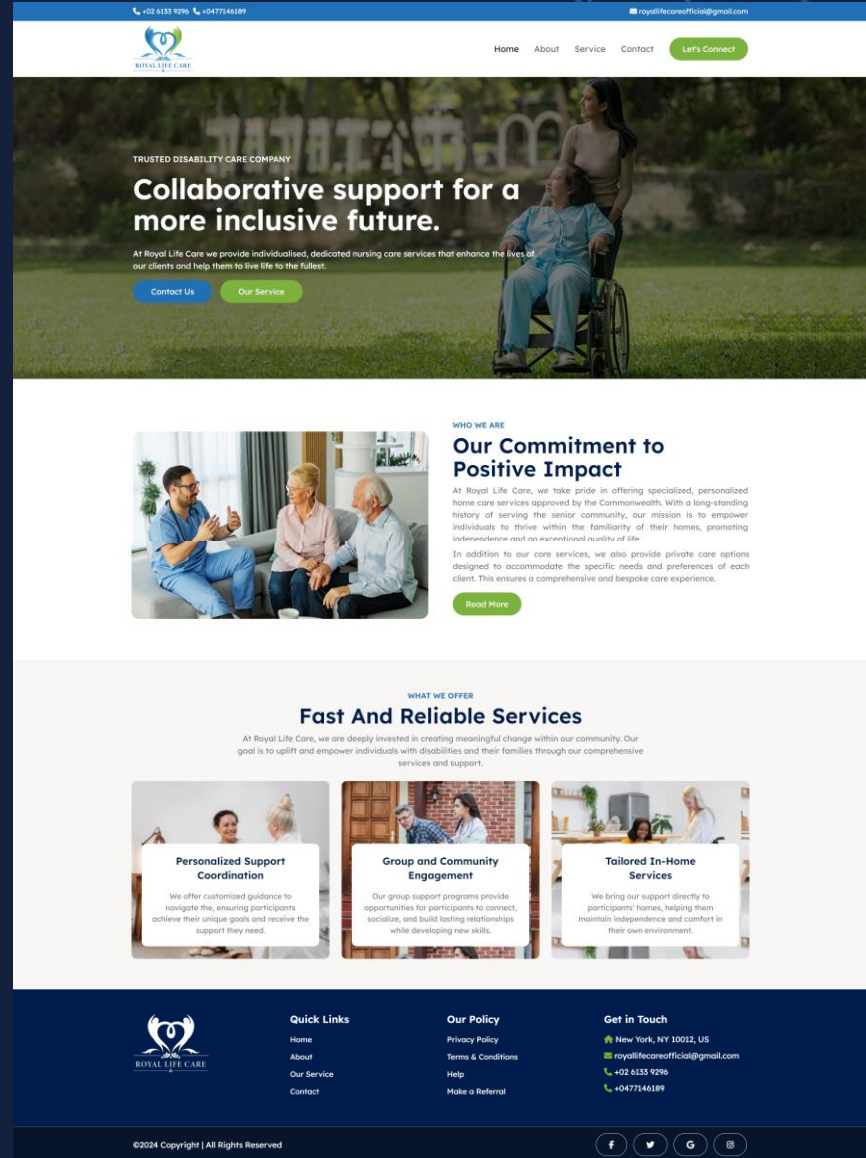 +02 6133 9296 +0477146189
royallifecareofficial@gmail.com
ROYAL LIFE CARE
Home About Service Contact Let's Connect
TRUSTED DISABILITY CARE COMPANY
Collaborative support for a
more inclusive future.
At Royal Life Care we provide individualised, dedicated nursing care services that enhance the lives of
our clients and help them to live life to the fullest.
Contact Us Our Service
WHO WE ARE
Our Commitment to
Positive Impact
At Royal Life Care, we take pride in offering specialized, personalized
home care services approved by the Commonwealth. With a long-standing
history of serving the senior community, our mission is to empower
individuals to thrive within the familiarity of their homes, promoting
independence and an exceptional quality of life
In addition to our core services, we also provide private care options
designed to accommodate the specific needs and preferences of each
client. This ensures a comprehensive and bespoke care experience.
Read More
WHAT WE OFFER
Fast And Reliable Services
At Royal Life Care, we are deeply invested in creating meaningful change within our community. Our
goal is to uplift and empower individuals with disabilities and their families through our comprehensive
services and support.
Personalized Support
Coordination
We offer customized guidance to
navigate the, ensuring participants
achieve their unique goals and receive the
support they need.
Group and Community
Engagement
Our group support programs provide
opportunities for participants to connect,
socialize, and build lasting relationships
while developing new skills.
Tailored In-Home
Services
We bring our support directly to
participants' homes, helping them
maintain independence and comfort in
their own environment.
ROYAL LIFE CARE
Quick Links
Home
About
Our Service
Contact
Our Policy
Privacy Policy
Terms & Conditions
Help
Make a Referral
Get in Touch
New York, NY 10012, US
royallifecareofficial@gmail.com
+02 6133 9296
+0477146189
©2024 Copyright | All Rights Reserved